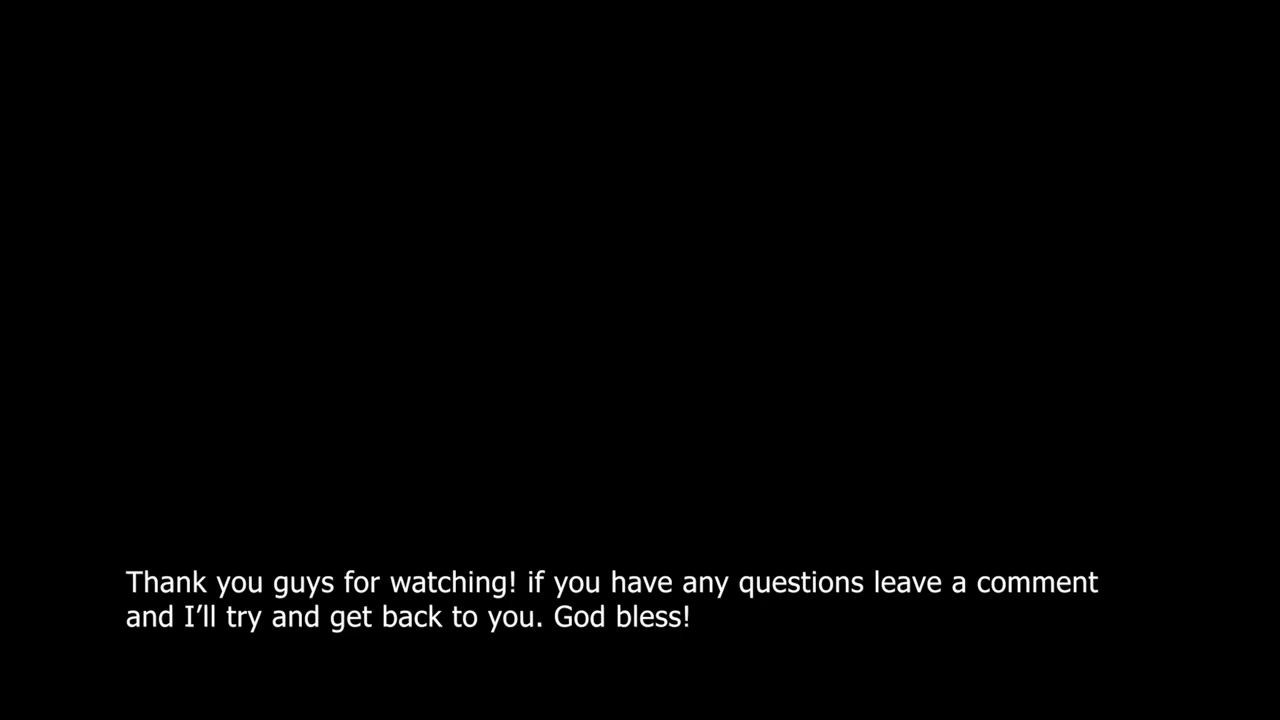 Thank you guys for watching! if you have any questions leave a comment
and I’ll try and get back to you. God bless!